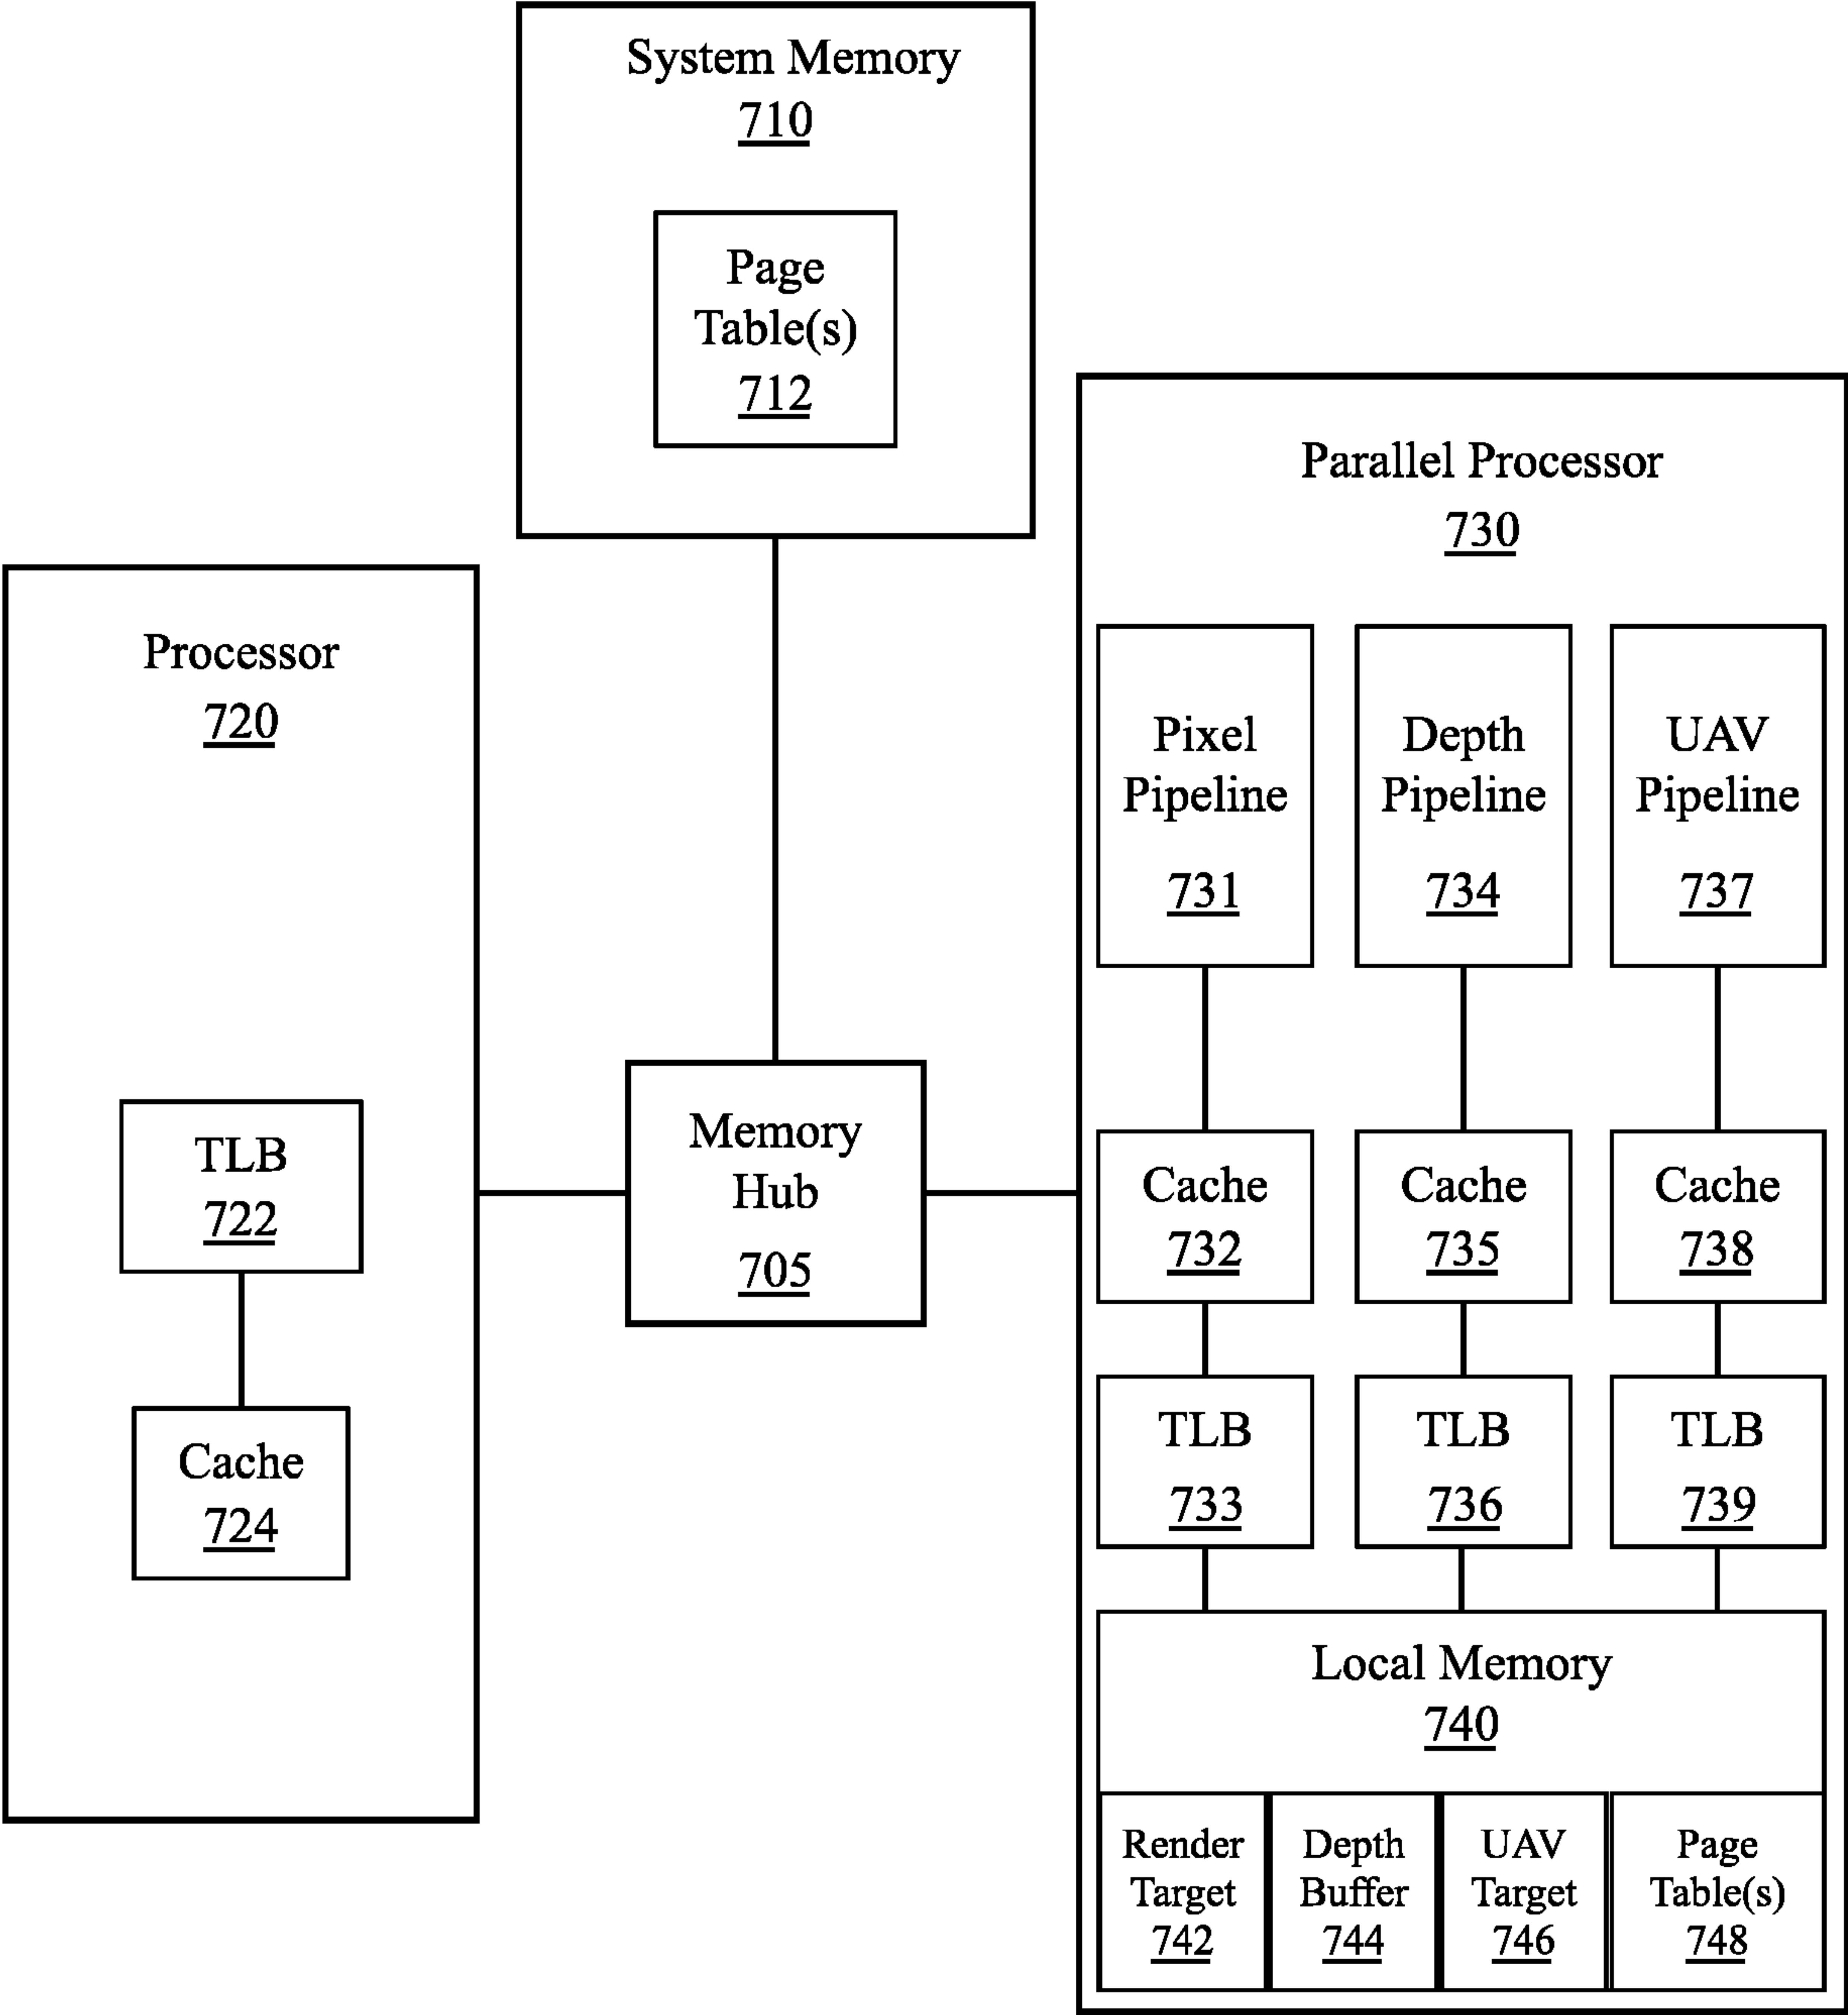 System Memory
710
Page
Table(s)
712
Parallel Processor
730
Processor
720
Pixel
Pipeline
731
Depth
Pipeline
734
UAV
Pipeline
737
Memory
Hub
705
TLB
722
Cache
724
Cache
732
Cache
735
Cache
738
TLB
733
TLB
736
TLB
739
Local Memory
740
Render
Target
742
Depth
Buffer
744
UAV
Target
746
Page
Table(s)
748